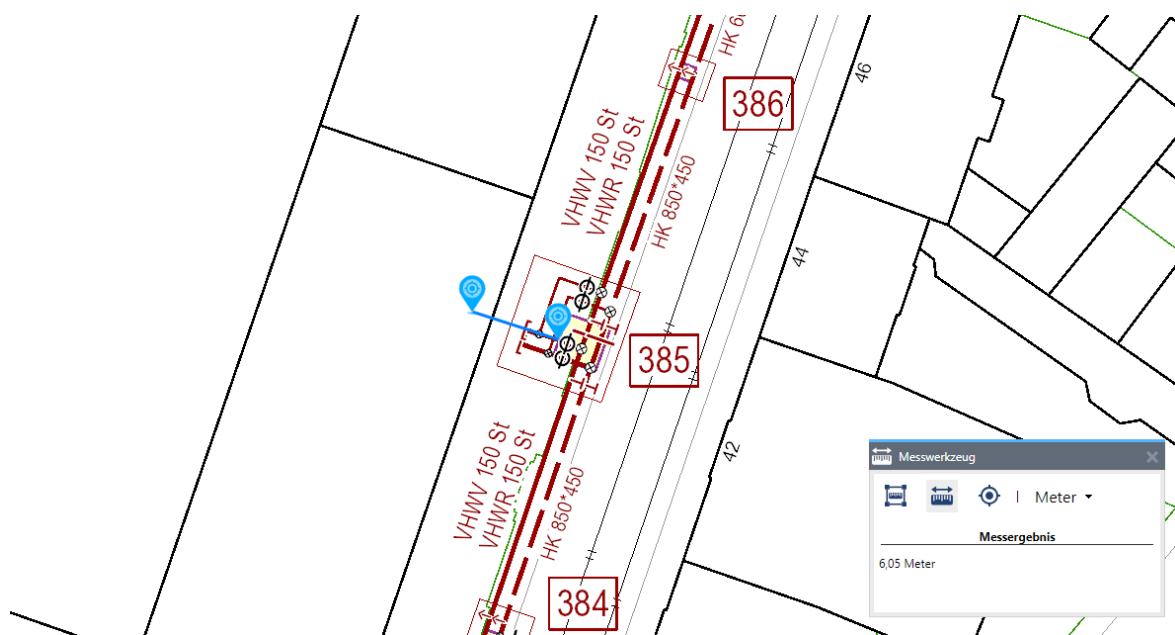 HK 6
386
46
VHWV 150 St
VHWR 150 St
HK 850*450
44
385
42
VHWV 150 St
VHWR 150 St
HK 850*450
384
Messwerkzeug
Meter
Messergebnis
6,05 Meter